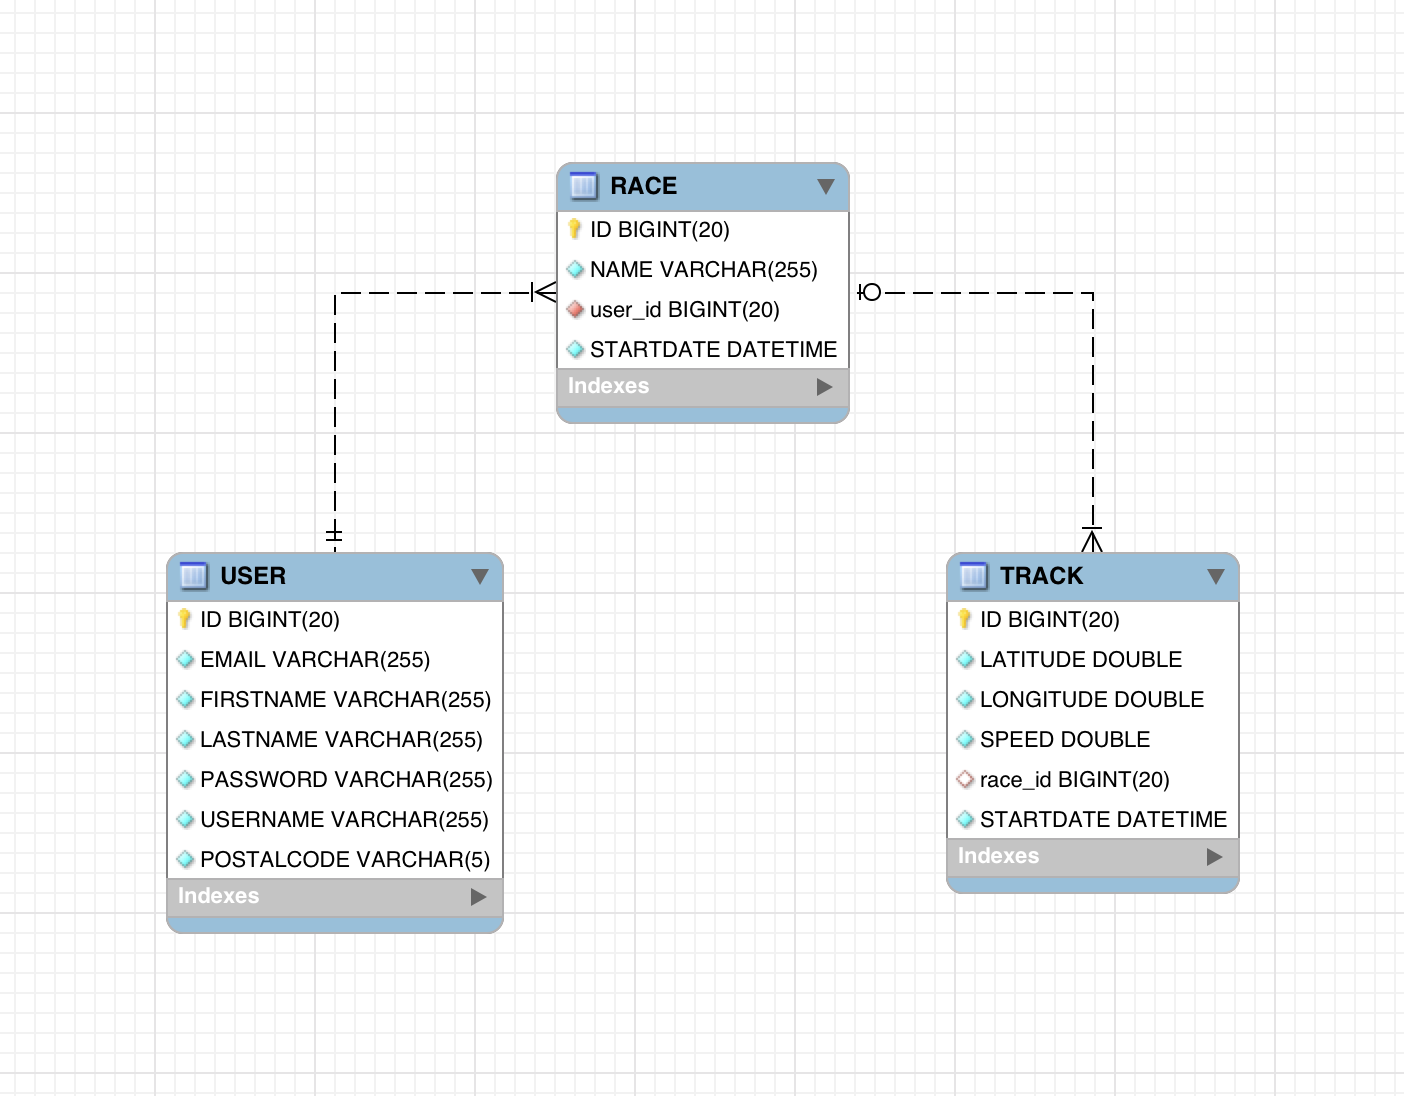 RACE
ID BIGINT(20)
NAME VARCHAR(255)
user_id BIGINT(20)
STARTDATE DATETIME
Indexes
USER
ID BIGINT(20)
EMAIL VARCHAR(255)
FIRSTNAME VARCHAR(255)
LASTNAME VARCHAR(255)
PASSWORD VARCHAR(255)
USERNAME VARCHAR(255)
POSTALCODE VARCHAR(5)
Indexes
TRACK
ID BIGINT(20)
LATITUDE DOUBLE
LONGITUDE DOUBLE
SPEED DOUBLE
race_id BIGINT(20)
STARTDATE DATETIME
Indexes